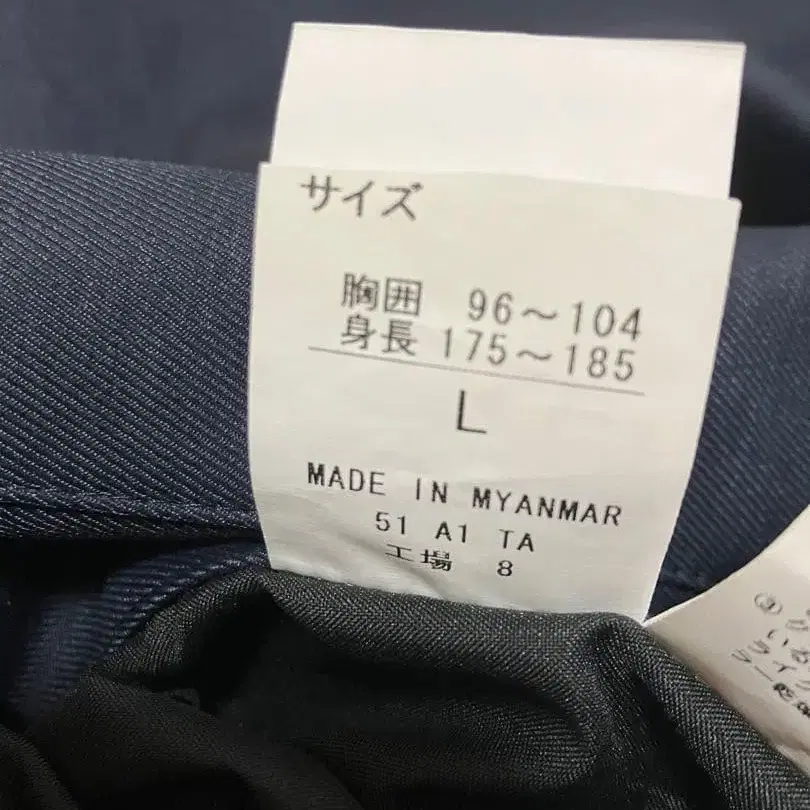 サイズ
胸囲 96~104
身長 175~185
L
MADE IN MYANMAR
51 A1 TA
工場 8